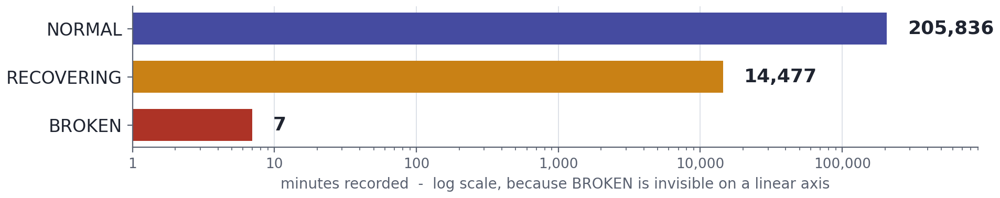 NORMAL 205,836
RECOVERING 14,477
BROKEN 7
1 10 100 1,000 10,000 100,000
minutes recorded - log scale, because BROKEN is invisible on a linear axis